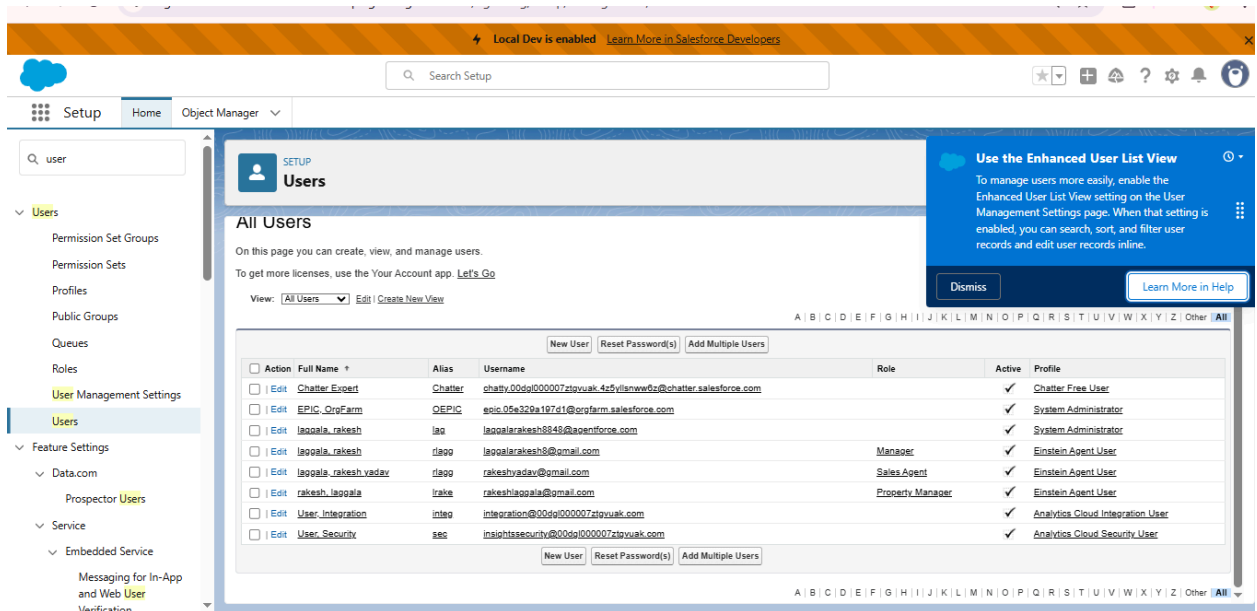 Local Dev is enabled Learn More in Salesforce Developers
Search Setup
Setup Home Object Manager
user
Users
Permission Set Groups
Permission Sets
Profiles
Public Groups
Queues
Roles
User Management Settings
Users
Feature Settings
Data.com
Prospector Users
Service
Embedded Service
Messaging for In-App
and Web User
Verification
SETUP
Users
Use the Enhanced User List View
To manage users more easily, enable the
Enhanced User List View setting on the User
Management Settings page. When that setting is
enabled, you can search, sort, and filter user
records and edit user records inline.
Dismiss Learn More in Help
All Users
On this page you can create, view, and manage users.
To get more licenses, use the Your Account app. Let's Go
View: All Users Edit | Create New View
A | B | C | D | E | F | G | H | I | J | K | L | M | N | O | P | Q | R | S | T | U | V | W | X | Y | Z | Other All
New User Reset Password(s) Add Multiple Users
Action Full Name ↑ Alias Username Role Active Profile
| Edit Chatter Expert Chatter chatty.00dgl000007ztgvuak.4z5yllsnww6z@chatter.salesforce.com Chatter Free User
| Edit EPIC, OrgFarm OEPIC epic.05e329a197d1@orgfarm.salesforce.com System Administrator
| Edit laggala, rakesh lag laggalarakesh8848@agentforce.com System Administrator
| Edit laggala, rakesh rlagg laggalarakesh8@gmail.com Manager Einstein Agent User
| Edit laggala, rakesh yadav rlagg rakeshyadav@gmail.com Sales Agent Einstein Agent User
| Edit rakesh, laggala lrake rakeshlaggala@gmail.com Property Manager Einstein Agent User
| Edit User, Integration integ integration@00dgl000007ztgvuak.com Analytics Cloud Integration User
| Edit User, Security sec insightssecurity@00dgl000007ztgvuak.com Analytics Cloud Security User
New User Reset Password(s) Add Multiple Users
A | B | C | D | E | F | G | H | I | J | K | L | M | N | O | P | Q | R | S | T | U | V | W | X | Y | Z | Other All